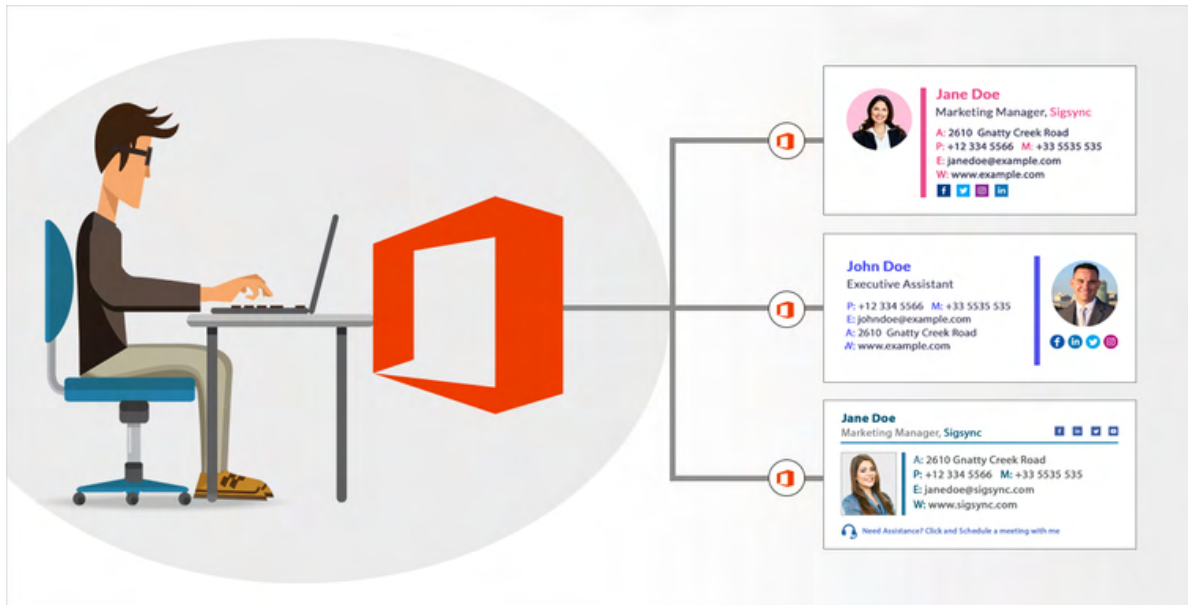 Jane Doe
Marketing Manager, Sigsync
A: 2610 Gnatty Creek Road
P: +12 334 5566 M: +33 5535 535
E: janedoe@example.com
W: www.example.com
John Doe
Executive Assistant
P: +12 334 5566 M: +33 5535 535
E: johndoe@example.com
A: 2610 Gnatty Creek Road
W: www.example.com
Jane Doe
Marketing Manager, Sigsync
A: 2610 Gnatty Creek Road
P: +12 334 5566 M: +33 5535 535
E: janedoe@sigsync.com
W: www.sigsync.com
Need Assistance? Click and Schedule a meeting with me